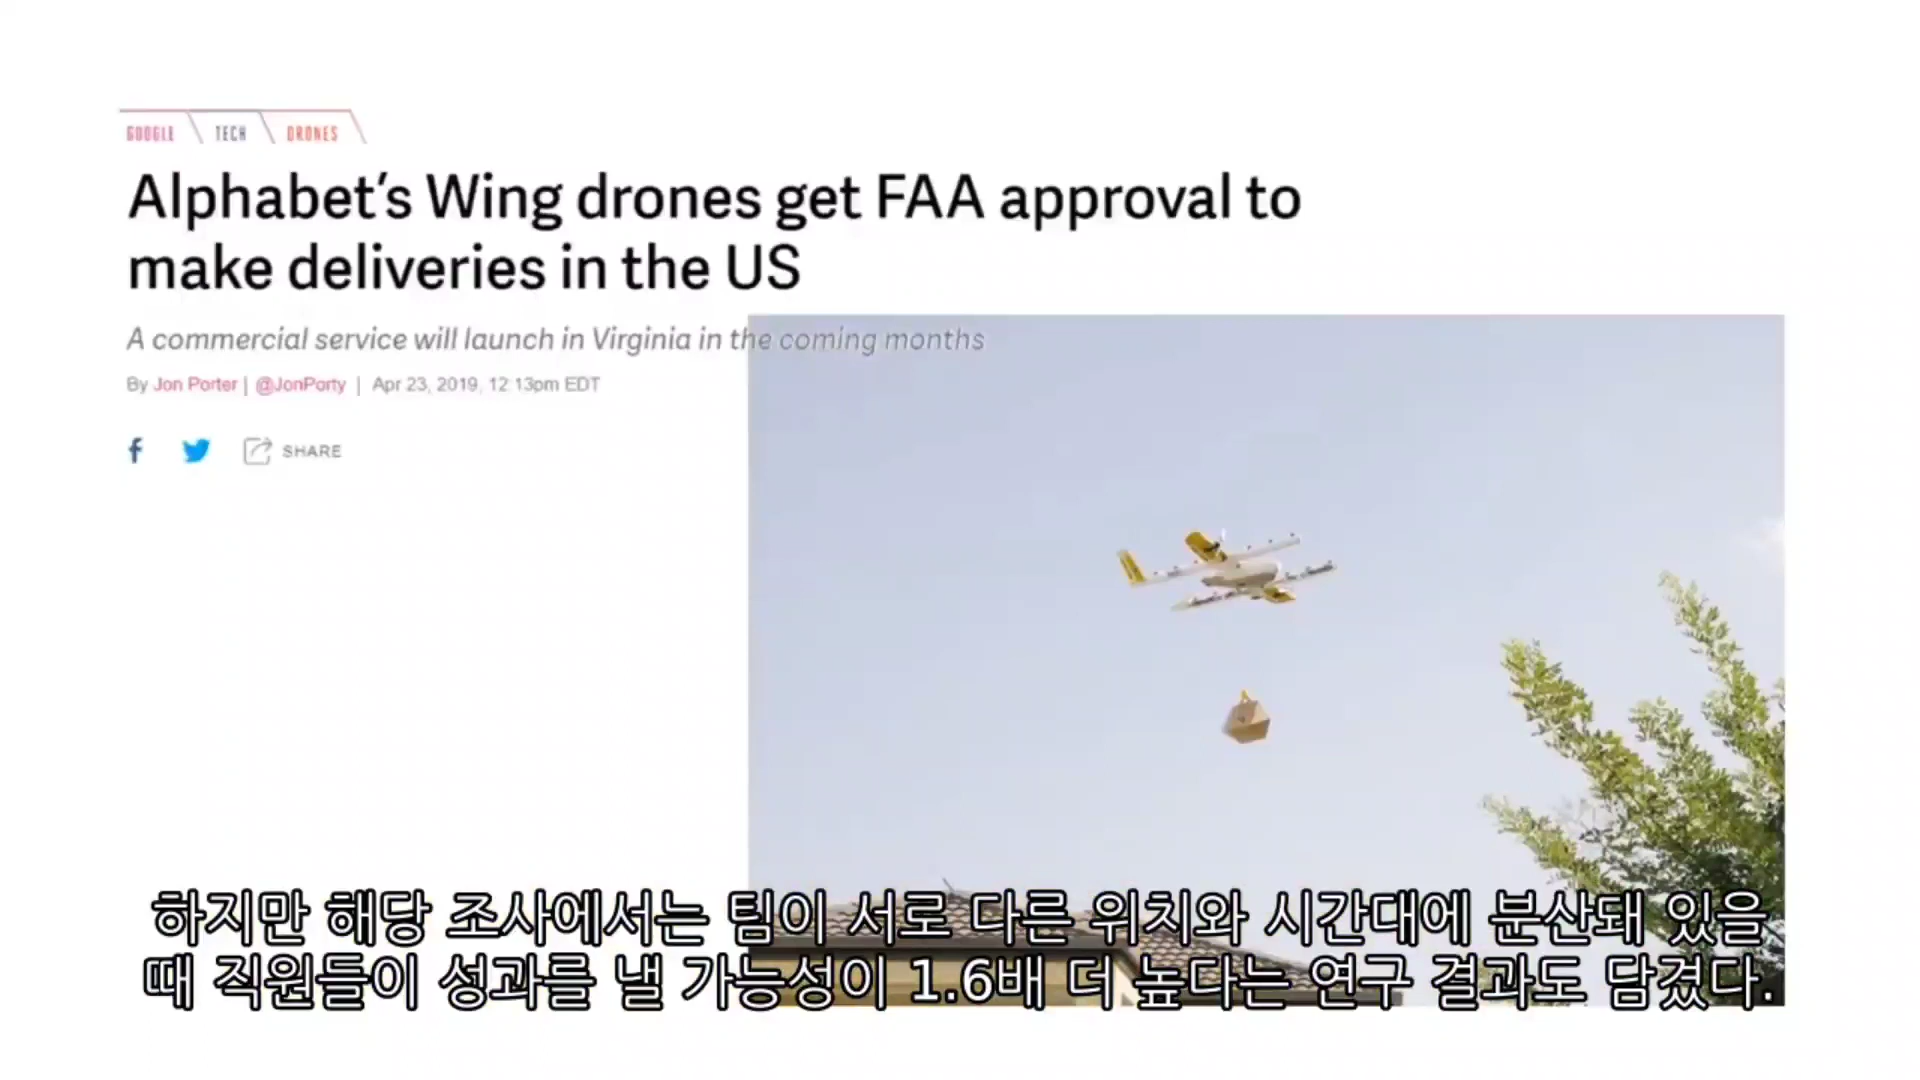 GOOGLE TECH DRONES
Alphabet's Wing drones get FAA approval to
make deliveries in the US
A commercial service will launch in Virginia in the coming months
By Jon Porter | @JonPorty | Apr 23, 2019, 12:13pm EDT
SHARE
하지만 해당 조사에서는 팀이 서로 다른 위치와 시간대에 분산돼 있을
때 직원들이 성과를 낼 가능성이 1.6배 더 높다는 연구 결과도 담겼다.